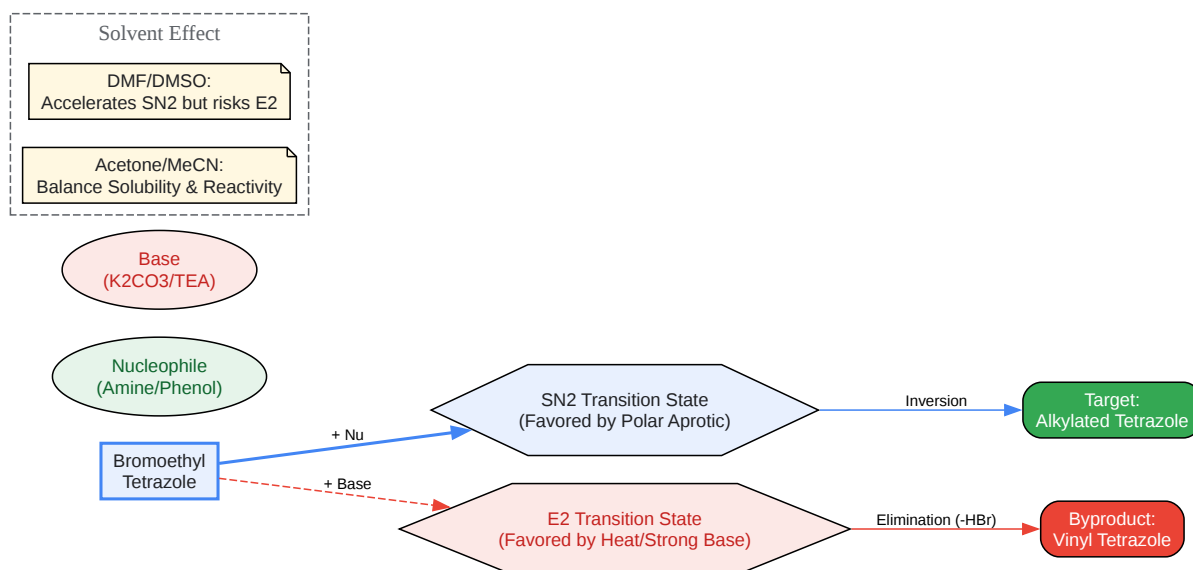 Solvent Effect
DMF/DMSO:
Accelerates SN2 but risks E2
Acetone/MeCN:
Balance Solubility & Reactivity
Base
(K2CO3/TEA)
Nucleophile
(Amine/Phenol)
Bromoethyl
Tetrazole
+ Nu
+ Base
SN2 Transition State
(Favored by Polar Aprotic)
Inversion
Target:
Alkylated Tetrazole
E2 Transition State
(Favored by Heat/Strong Base)
Elimination (-HBr)
Byproduct:
Vinyl Tetrazole